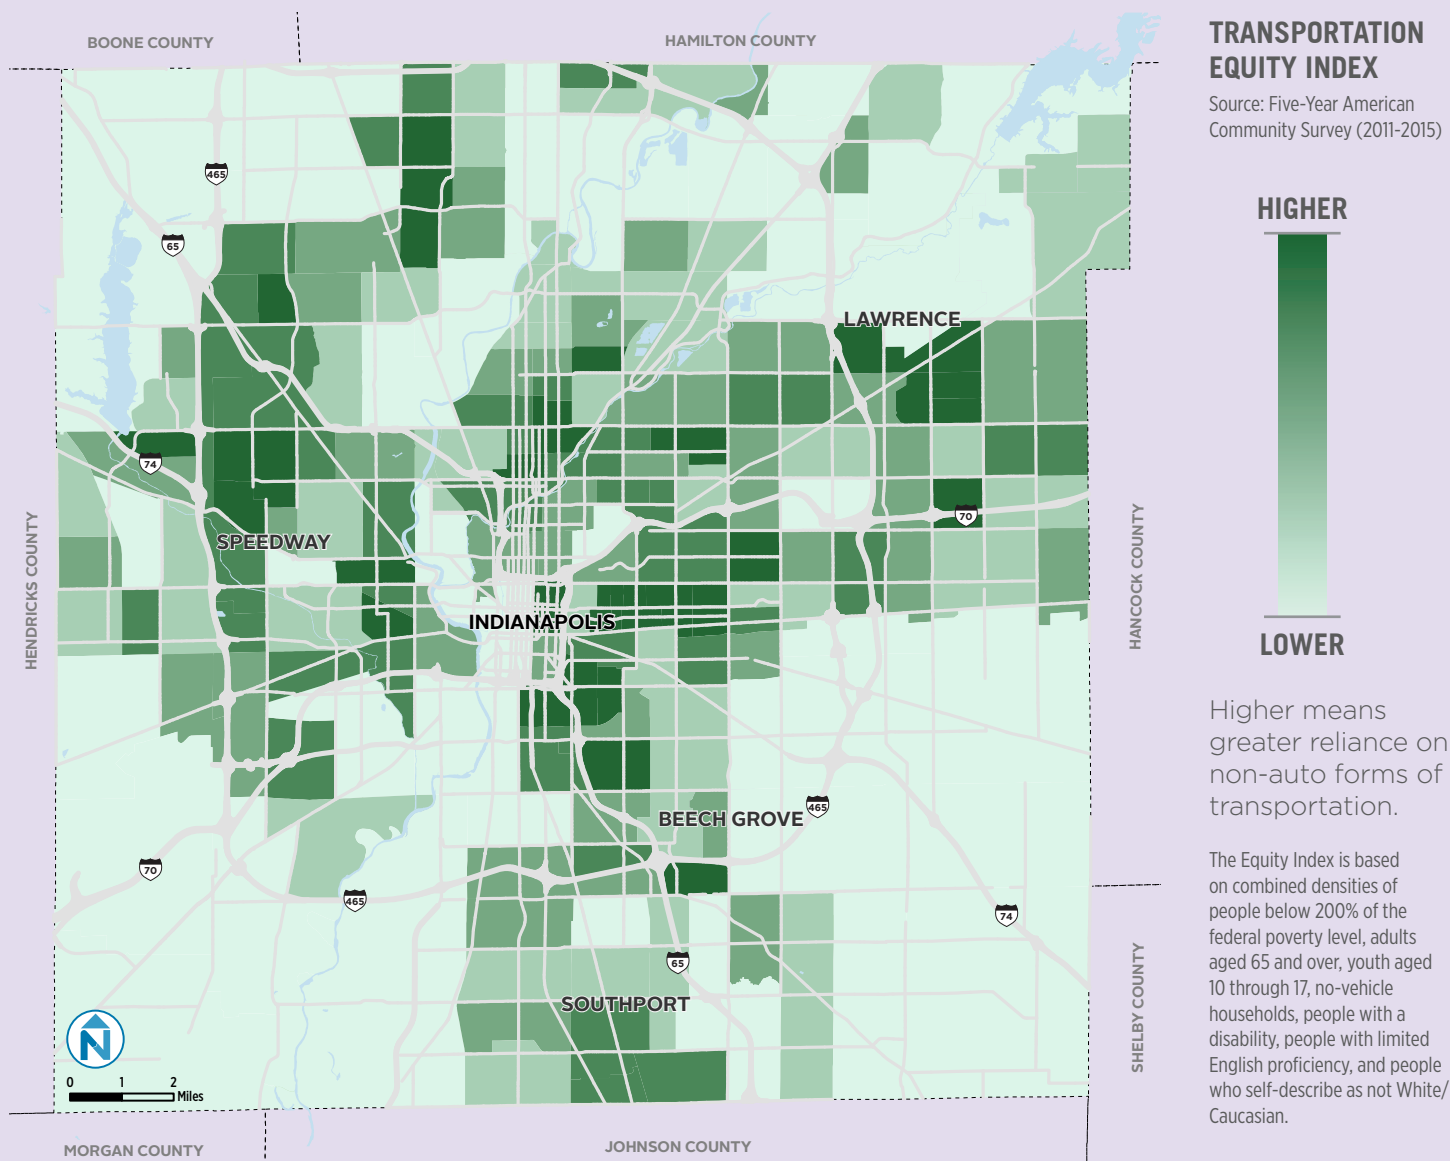 BOONE COUNTY
HAMILTON COUNTY
TRANSPORTATION
EQUITY INDEX
Source: Five-Year American
Community Survey (2011-2015)
465
65
HIGHER
LAWRENCE
74
70
SPEEDWAY
HENDRICKS COUNTY
HANCOCK COUNTY
INDIANAPOLIS
LOWER
Higher means
greater reliance on
non-auto forms of
transportation.
465
BEECH GROVE
70
465
74
65
SOUTHPORT
SHELBY COUNTY
The Equity Index is based
on combined densities of
people below 200% of the
federal poverty level, adults
aged 65 and over, youth aged
10 through 17, no-vehicle
households, people with a
disability, people with limited
English proficiency, and people
who self-describe as not White/
Caucasian.
N
0 1 2
Miles
MORGAN COUNTY
JOHNSON COUNTY